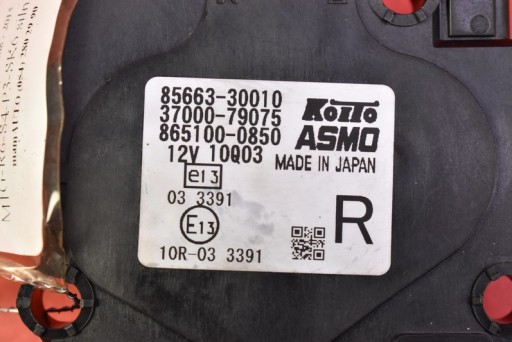 85663-30010
37000-79075
865100-0850
12V 10Q03
KOITO
ASMO
MADE IN JAPAN
e13
03 3391
E13
10R-03 3391
R